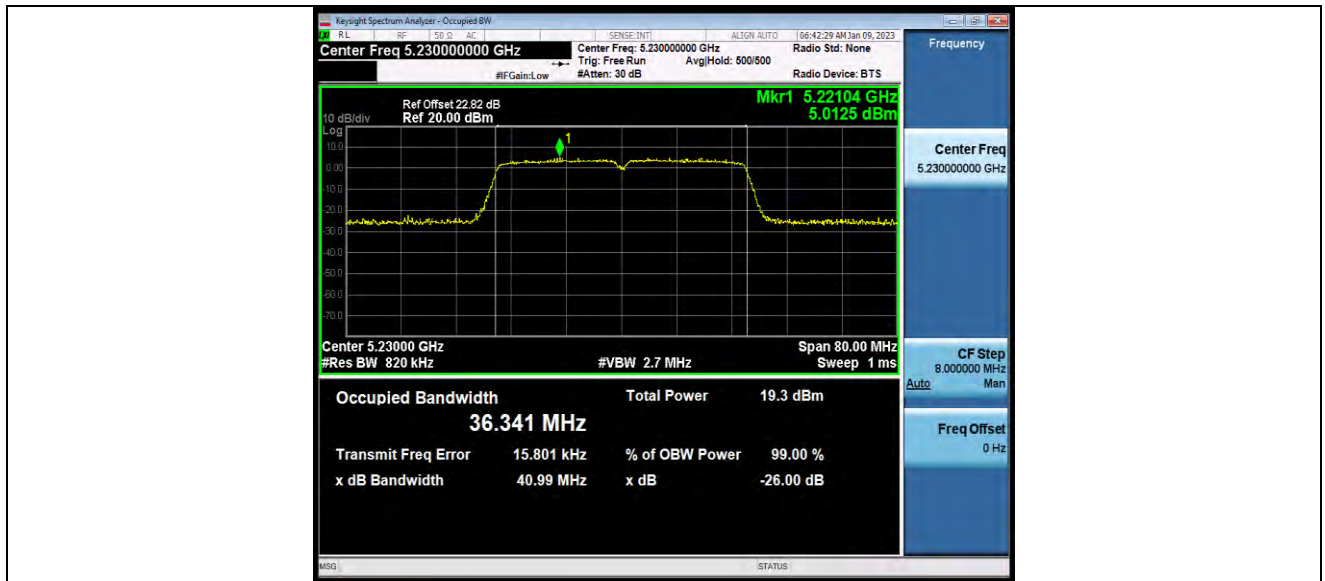 Keysight Spectrum Analyzer - Occupied BW
RL RF 50 Ω AC SENSE:INT ALIGN AUTO 06:42:29 AM Jan 09, 2023
Center Freq 5.230000000 GHz
Center Freq: 5.230000000 GHz Radio Std: None
Trig: Free Run Avg|Hold: 500/500
#IFGain:Low #Atten: 30 dB Radio Device: BTS
Frequency
Mkr1 5.22104 GHz
5.0125 dBm
Ref Offset 22.82 dB
10 dB/div Ref 20.00 dBm
Log
1
10.0
0.00
-10.0
-20.0
-30.0
-40.0
-50.0
-60.0
-70.0
Center Freq
5.230000000 GHz
Center 5.23000 GHz Span 80.00 MHz
#Res BW 820 kHz #VBW 2.7 MHz Sweep 1 ms
CF Step
8.000000 MHz
Auto Man
Occupied Bandwidth Total Power 19.3 dBm
36.341 MHz
Transmit Freq Error 15.801 kHz % of OBW Power 99.00 %
x dB Bandwidth 40.99 MHz x dB -26.00 dB
Freq Offset
0 Hz
MSG STATUS